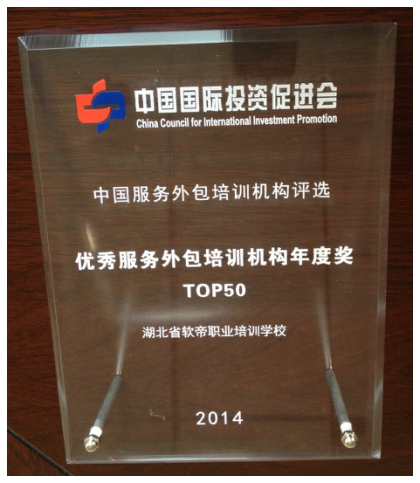 中国国际投资促进会
China Council for International Investment Promotion
中国服务外包培训机构评选
优秀服务外包培训机构年度奖
TOP50
湖北省软帝职业培训学校
2014